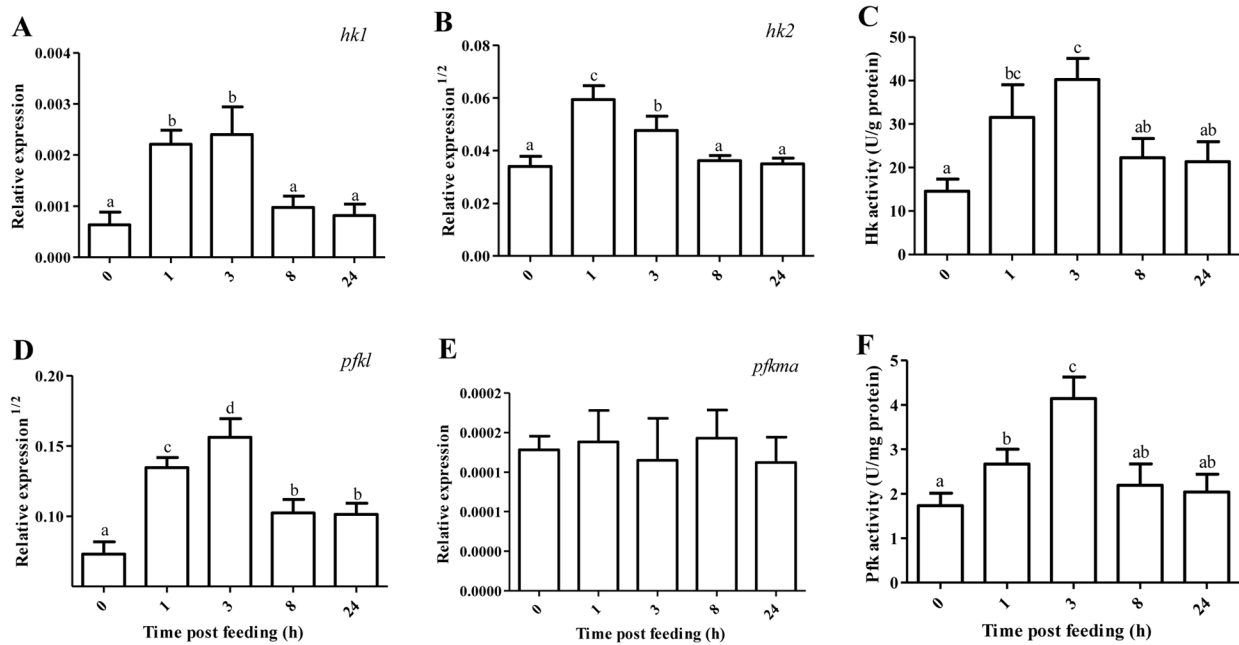 A
hk1
Relative expression
0.004
0.003
0.002
0.001
0.000
a
b
b
a
a
0
1
3
8
24
B
hk2
Relative expression 1/2
0.08
0.06
0.04
0.02
0.00
a
c
b
a
a
0
1
3
8
24
C
Hk activity (U/g protein)
50
40
30
20
10
0
a
bc
c
ab
ab
0
1
3
8
24
D
pfkl
Relative expression 1/2
0.20
0.15
0.10
a
c
d
b
b
0
1
3
8
24
Time post feeding (h)
E
pfkma
Relative expression
0.0002
0.0002
0.0001
0.0001
0.0000
0.0000
0
1
3
8
24
F
Pfk activity (U/mg protein)
5
4
3
2
1
0
a
b
c
ab
ab
0
1
3
8
24
Time post feeding (h)